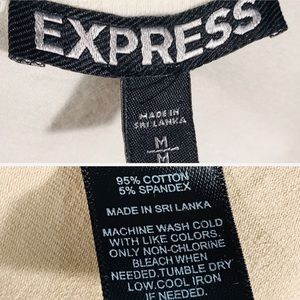 EXPRESS
MADE IN
SRI LANKA
M
M
95% COTTON
5% SPANDEX
MADE IN SRI LANKA
MACHINE WASH COLD
WITH LIKE COLORS.
ONLY NON-CHLORINE
BLEACH WHEN
NEEDED.TUMBLE DRY
LOW.COOL IRON
IF NEEDED.